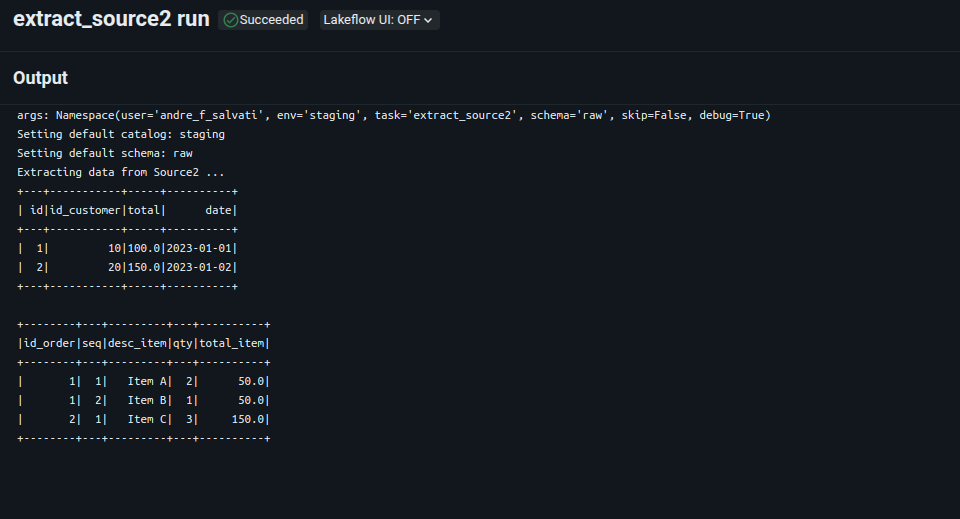 extract_source2 run Succeeded Lakeflow UI: OFF
Output
args: Namespace(user='andre_f_salvati', env='staging', task='extract_source2', schema='raw', skip=False, debug=True)
Setting default catalog: staging
Setting default schema: raw
Extracting data from Source2 ...
+---+-----------+-----+----------+
| id|id_customer|total|      date|
+---+-----------+-----+----------+
|  1|         10|100.0|2023-01-01|
|  2|         20|150.0|2023-01-02|
+---+-----------+-----+----------+
+--------+---+---------+---+----------+
|id_order|seq|desc_item|qty|total_item|
+--------+---+---------+---+----------+
|       1|  1|   Item A|  2|      50.0|
|       1|  2|   Item B|  1|      50.0|
|       2|  1|   Item C|  3|     150.0|
+--------+---+---------+---+----------+